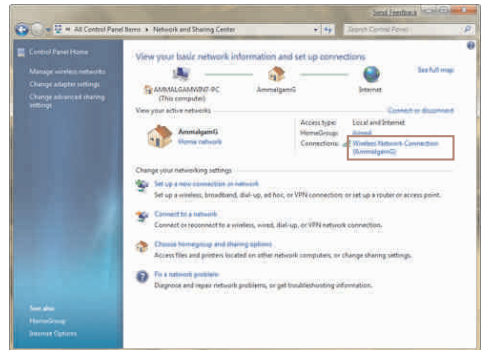 Send Feedback
All Control Panel Items ▸ Network and Sharing Center
Search Control Panel
Control Panel Home
Manage wireless networks
Change adapter settings
Change advanced sharing
settings
View your basic network information and set up connections
See full map
AMMALGAMWIN7-PC
(This computer)
AmmalgamG
Internet
View your active networks
Connect or disconnect
AmmalgamG
Home network
Access type: Local and Internet
HomeGroup: Joined
Connections: Wireless Network Connection
(AmmalgamG)
Change your networking settings
Set up a new connection or network
Set up a wireless, broadband, dial-up, ad hoc, or VPN connection; or set up a router or access point.
Connect to a network
Connect or reconnect to a wireless, wired, dial-up, or VPN network connection.
Choose homegroup and sharing options
Access files and printers located on other network computers, or change sharing settings.
Fix a network problem
Diagnose and repair network problems, or get troubleshooting information.
See also
HomeGroup
Internet Options